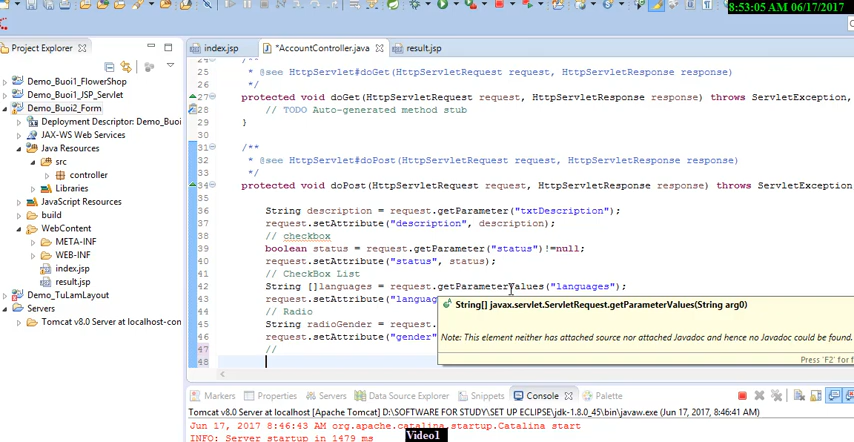 8:53:05 AM 06/17/2017
Project Explorer
index.jsp
*AccountController.java
result.jsp
Demo_Buoi1_FlowerShop
Demo_Buoi1_JSP_Servlet
Demo_Buoi2_Form
Deployment Descriptor: Demo_Buoi
JAX-WS Web Services
Java Resources
src
controller
Libraries
JavaScript Resources
build
WebContent
META-INF
WEB-INF
index.jsp
result.jsp
Demo_TuLamLayout
Servers
Tomcat v8.0 Server at localhost-con
24 /**
25 * @see HttpServlet#doGet(HttpServletRequest request, HttpServletResponse response)
26 */
27 protected void doGet(HttpServletRequest request, HttpServletResponse response) throws ServletException,
28 // TODO Auto-generated method stub
29 }
30
31 /**
32 * @see HttpServlet#doPost(HttpServletRequest request, HttpServletResponse response)
33 */
34 protected void doPost(HttpServletRequest request, HttpServletResponse response) throws ServletException
35
36 String description = request.getParameter("txtDescription");
37 request.setAttribute("description", description);
38 // checkbox
39 boolean status = request.getParameter("status")!=null;
40 request.setAttribute("status", status);
41 // CheckBox List
42 String []languages = request.getParameterValues("languages");
43 request.setAttribute("languag
44 // Radio
45 String radioGender = request.
46 request.setAttribute("gender"
47 //
48
String[] javax.servlet.ServletRequest.getParameterValues(String arg0)
Note: This element neither has attached source nor attached Javadoc and hence no Javadoc could be found.
Press 'F2' for f
Markers
Properties
Servers
Data Source Explorer
Snippets
Console
Palette
Tomcat v8.0 Server at localhost [Apache Tomcat] D:\SOFTWARE FOR STUDY\SET UP ECLIPSE\jdk-1.8.0_45\bin\javaw.exe (Jun 17, 2017, 8:46:41 AM)
Jun 17, 2017 8:46:43 AM org.apache.catalina.startup.Catalina start
INFO: Server startup in 1479 ms
Video1